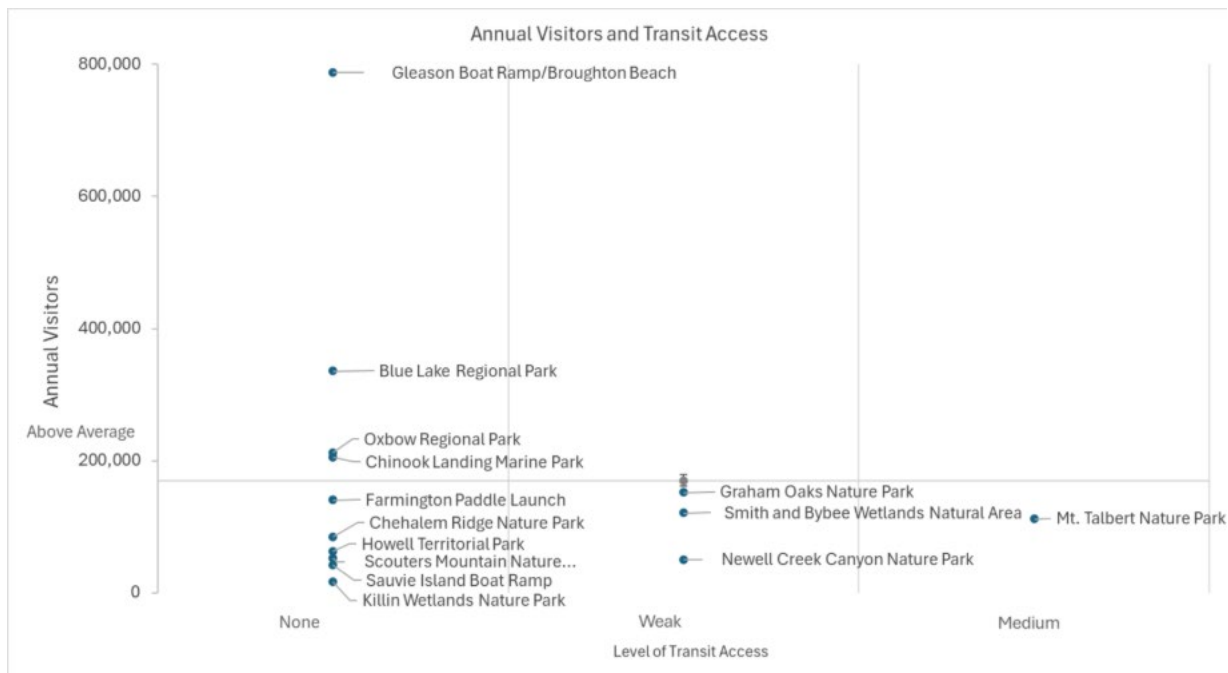 Annual Visitors and Transit Access
800,000
Gleason Boat Ramp/Broughton Beach
600,000
400,000
Blue Lake Regional Park
Annual Visitors
Above Average
Oxbow Regional Park
200,000
Chinook Landing Marine Park
Graham Oaks Nature Park
Farmington Paddle Launch
Smith and Bybee Wetlands Natural Area
Mt. Talbert Nature Park
Chehalem Ridge Nature Park
Howell Territorial Park
Scouters Mountain Nature...
Newell Creek Canyon Nature Park
Sauvie Island Boat Ramp
0
Killin Wetlands Nature Park
None
Weak
Medium
Level of Transit Access